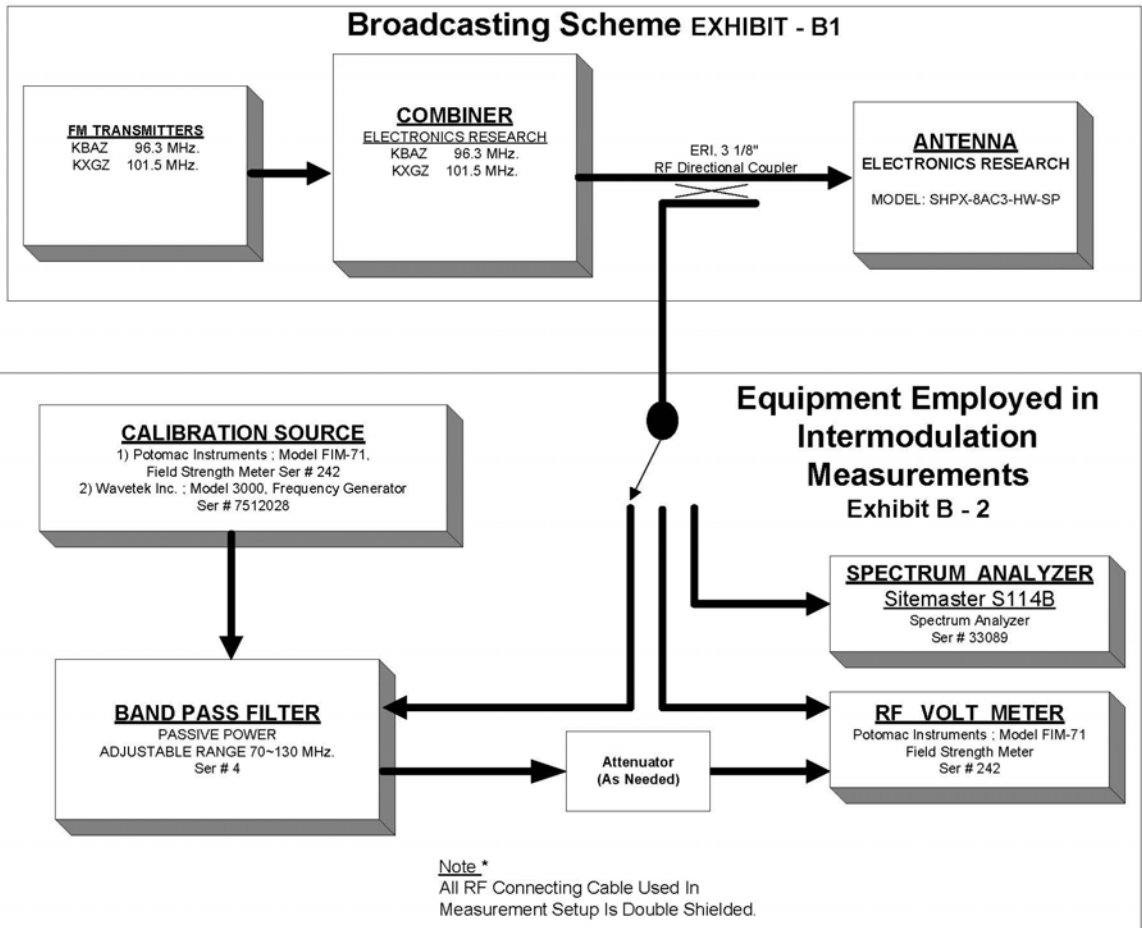 Broadcasting Scheme EXHIBIT - B1
FM TRANSMITTERS
KBAZ 96.3 MHz.
KXGZ 101.5 MHz.
COMBINER
ELECTRONICS RESEARCH
KBAZ 96.3 MHz.
KXGZ 101.5 MHz.
ERI, 3 1/8"
RF Directional Coupler
ANTENNA
ELECTRONICS RESEARCH
MODEL: SHPX-8AC3-HW-SP
Equipment Employed in
Intermodulation
Measurements
Exhibit B - 2
CALIBRATION SOURCE
1) Potomac Instruments ; Model FIM-71,
Field Strength Meter Ser # 242
2) Wavetek Inc. ; Model 3000, Frequency Generator
Ser # 7512028
SPECTRUM ANALYZER
Sitemaster S114B
Spectrum Analyzer
Ser # 33089
BAND PASS FILTER
PASSIVE POWER
ADJUSTABLE RANGE 70~130 MHz.
Ser # 4
Attenuator
(As Needed)
RF VOLT METER
Potomac Instruments ; Model FIM-71
Field Strength Meter
Ser # 242
Note *
All RF Connecting Cable Used In
Measurement Setup Is Double Shielded.